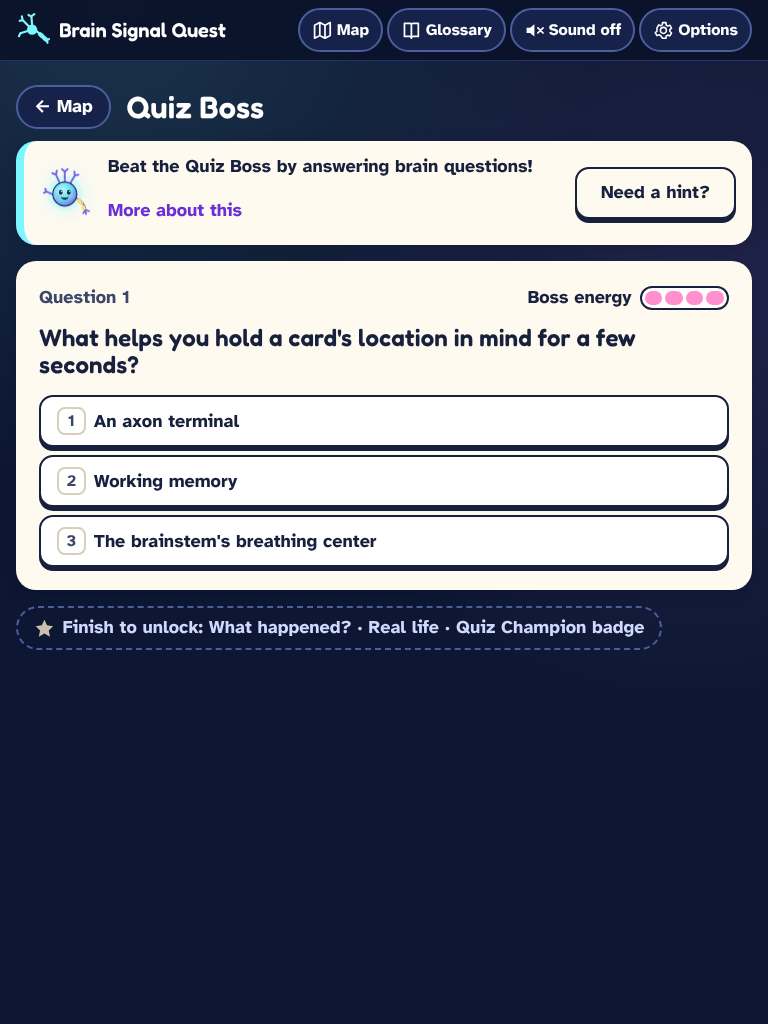 Brain Signal Quest
Map
Glossary
Sound off
Options
← Map
Quiz Boss
Beat the Quiz Boss by answering brain questions!
More about this
Need a hint?
Question 1
Boss energy
What helps you hold a card's location in mind for a few
seconds?
1 An axon terminal
2 Working memory
3 The brainstem's breathing center
Finish to unlock: What happened? · Real life · Quiz Champion badge